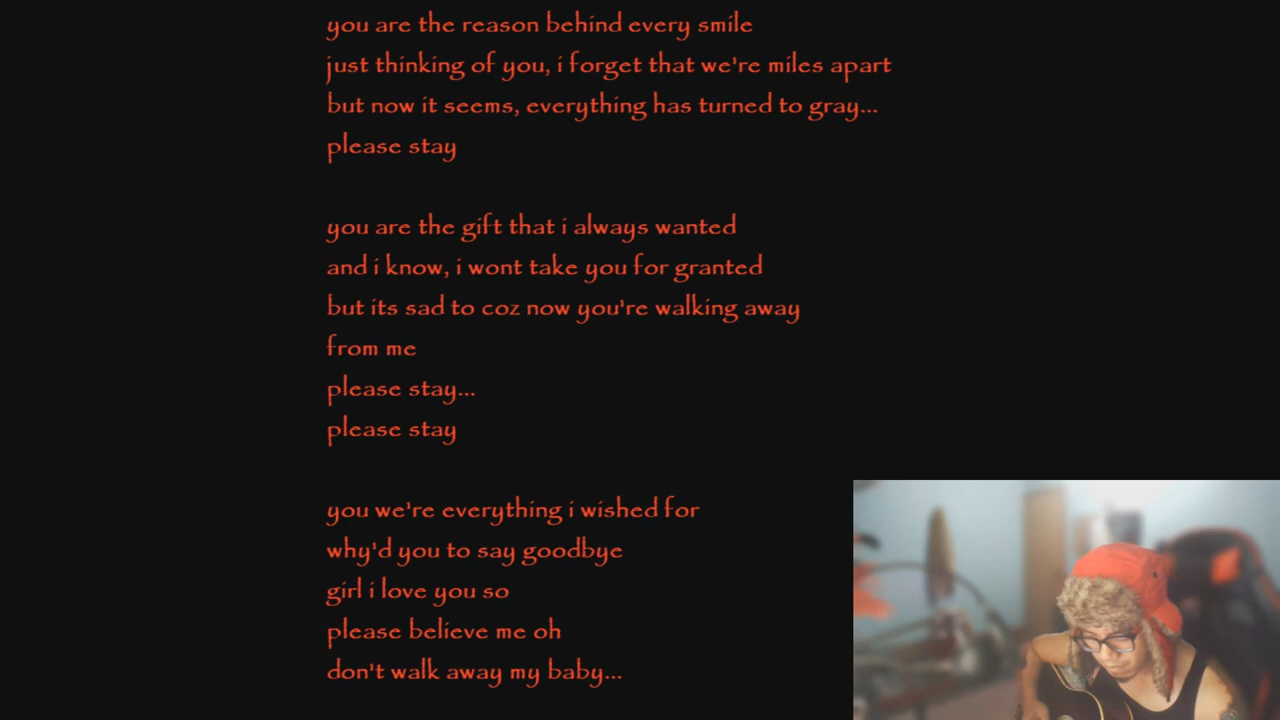 you are the reason behind every smile
just thinking of you, i forget that we're miles apart
but now it seems, everything has turned to gray...
please stay
you are the gift that i always wanted
and i know, i wont take you for granted
but its sad to coz now you're walking away
from me
please stay...
please stay
you we're everything i wished for
why'd you to say goodbye
girl i love you so
please believe me oh
don't walk away my baby...